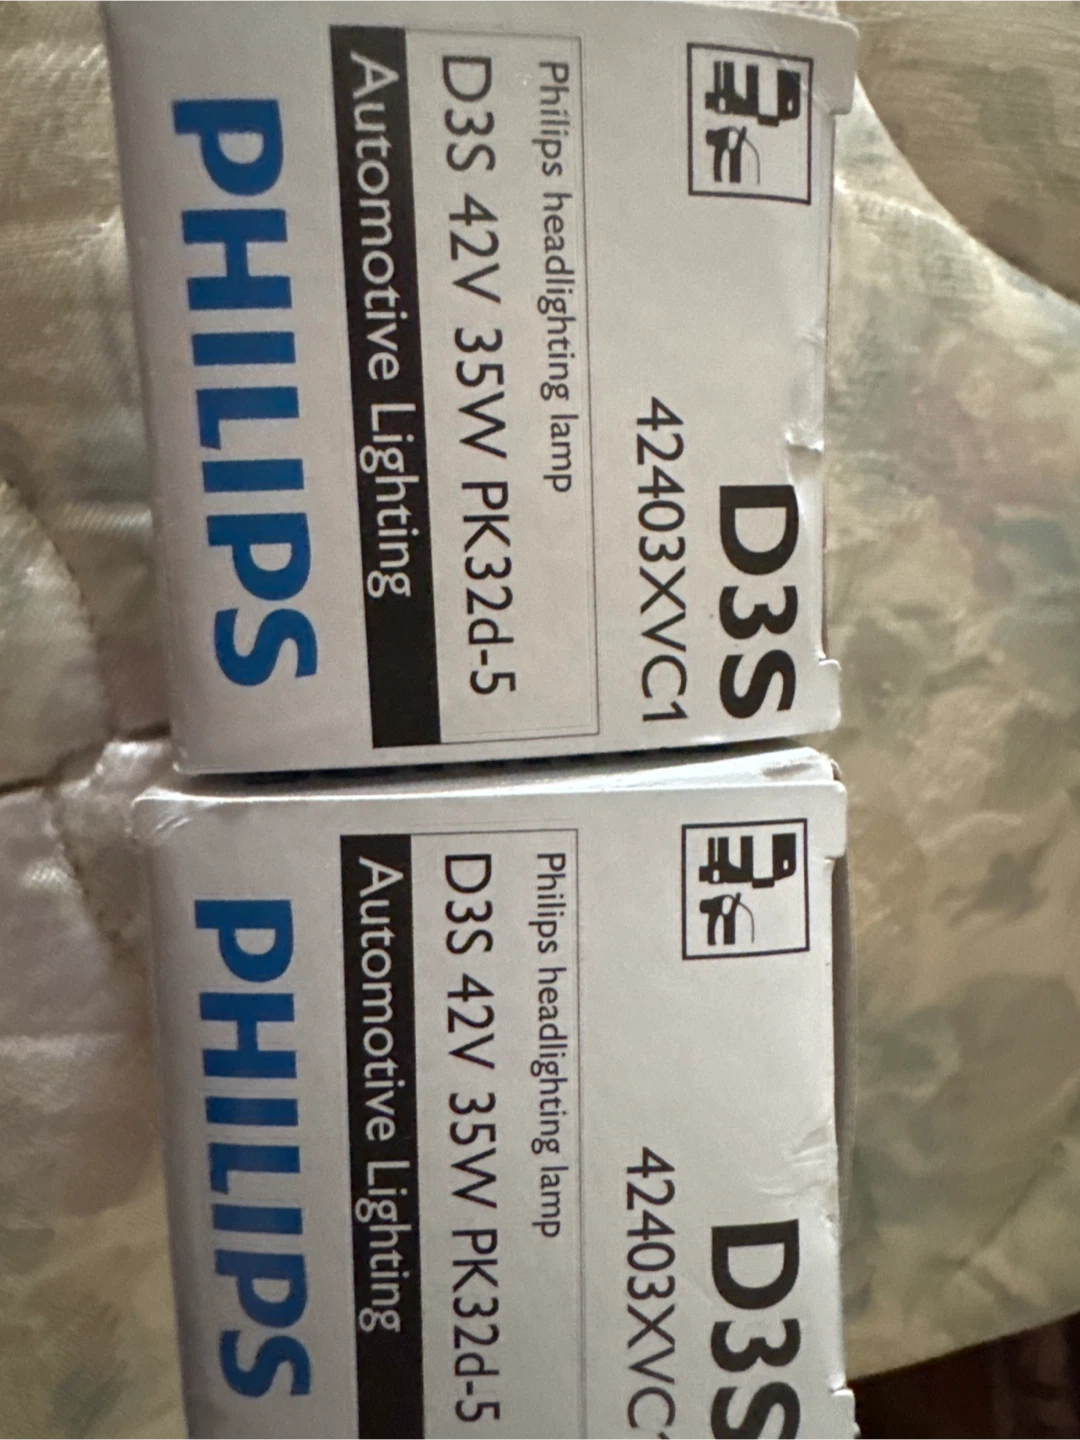 D3S
42403XVC1
Philips headlighting lamp
D3S 42V 35W PK32d-5
Automotive Lighting
PHILIPS
D3S
42403XVC1
Philips headlighting lamp
D3S 42V 35W PK32d-5
Automotive Lighting
PHILIPS